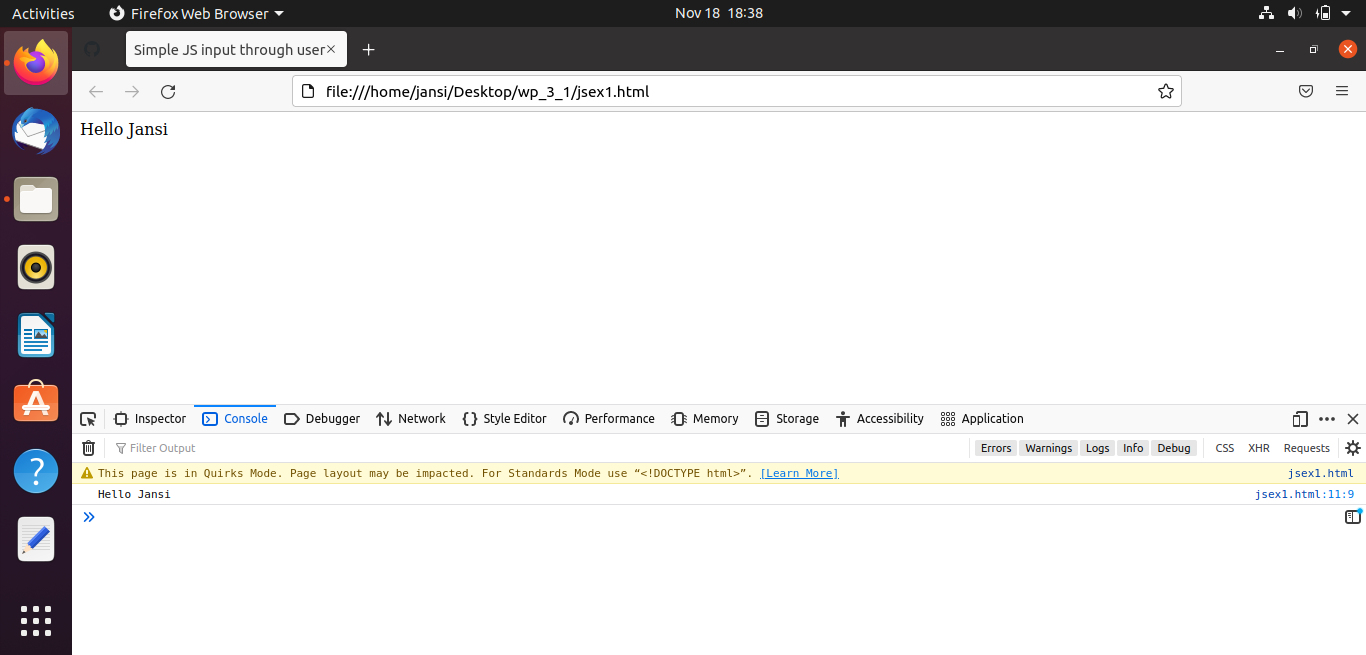 Activities Firefox Web Browser Nov 18 18:38
Simple JS input through user
file:///home/jansi/Desktop/wp_3_1/jsex1.html
Hello Jansi
Inspector Console Debugger Network Style Editor Performance Memory Storage Accessibility Application
Filter Output Errors Warnings Logs Info Debug CSS XHR Requests
This page is in Quirks Mode. Page layout may be impacted. For Standards Mode use “<!DOCTYPE html>”. [Learn More] jsex1.html
Hello Jansi jsex1.html:11:9